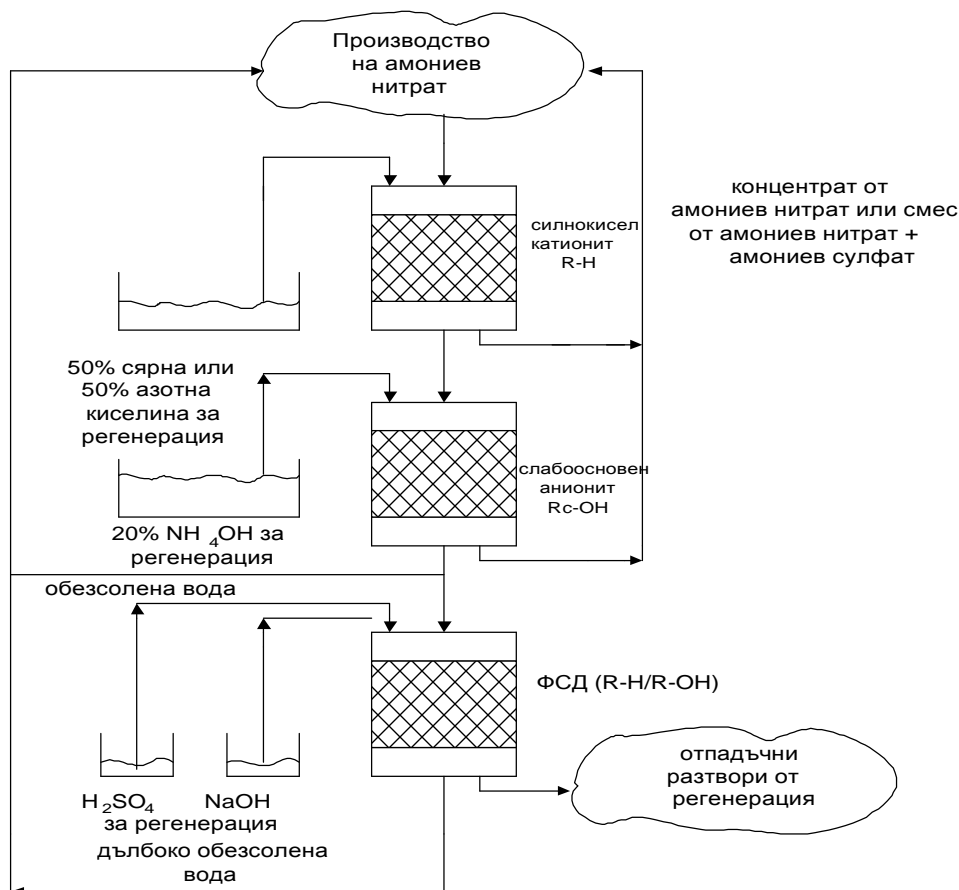 Производство
на амониев
нитрат
концентрат от
амониев нитрат или смес
от амониев нитрат +
амониев сулфат
силнокисел
катионит
R-H
50% сярна или
50% азотна
киселина за
регенерация
слабоосновен
анионит
Rc-OH
20% NH 4OH за
регенерация
обезсолена вода
ФСД (R-H/R-OH)
отпадъчни
разтвори от
регенерация
H2SO4 NaOH
за регенерация
дълбоко обезсолена
вода